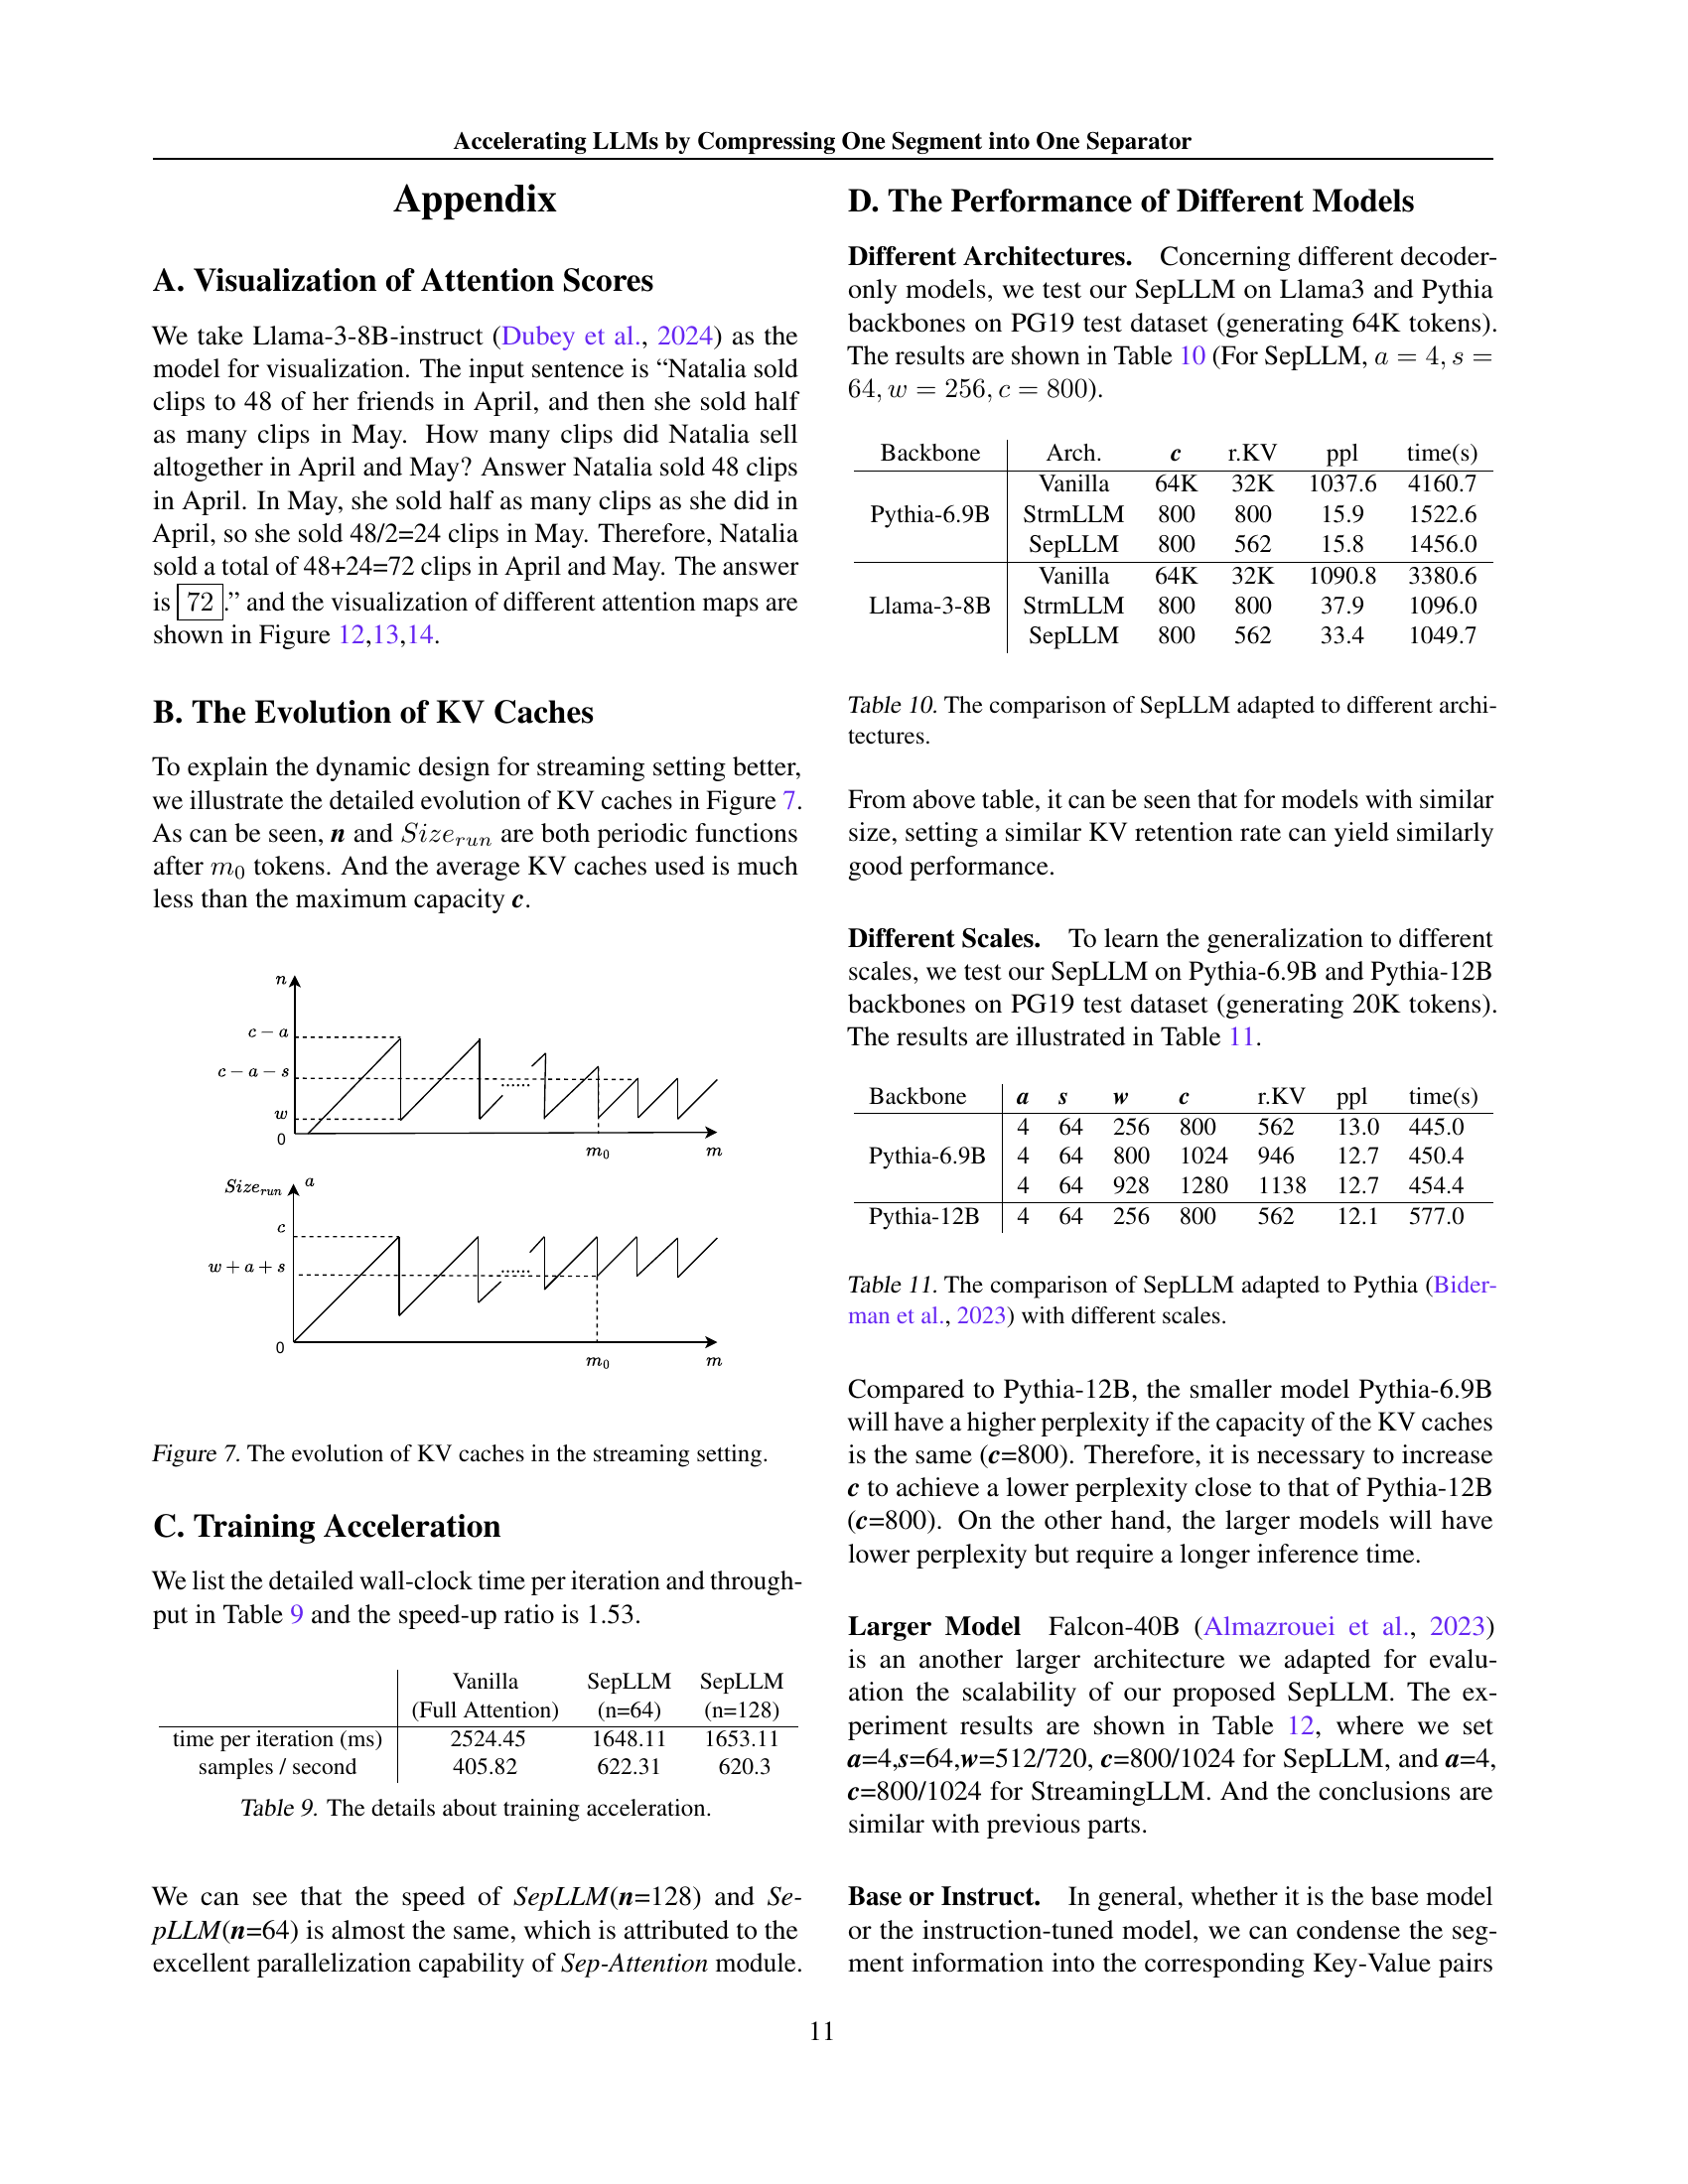 Accelerating LLMs by Compressing One Segment into One Separator
Appendix
A. Visualization of Attention Scores
We take Llama-3-8B-instruct (Dubey et al., 2024) as the
model for visualization. The input sentence is “Natalia sold
clips to 48 of her friends in April, and then she sold half
as many clips in May. How many clips did Natalia sell
altogether in April and May? Answer Natalia sold 48 clips
in April. In May, she sold half as many clips as she did in
April, so she sold 48/2=24 clips in May. Therefore, Natalia
sold a total of 48+24=72 clips in April and May. The answer
is 72 .” and the visualization of different attention maps are
shown in Figure 12,13,14.
B. The Evolution of KV Caches
To explain the dynamic design for streaming setting better,
we illustrate the detailed evolution of KV caches in Figure 7.
As can be seen, n and Size_run are both periodic functions
after m_0 tokens. And the average KV caches used is much
less than the maximum capacity c.
n
c − a
c − a − s
w
0
......
m_0
m
Size_run
a
c
w + a + s
......
0
m_0
m
Figure 7. The evolution of KV caches in the streaming setting.
C. Training Acceleration
We list the detailed wall-clock time per iteration and through-
put in Table 9 and the speed-up ratio is 1.53.
Vanilla SepLLM SepLLM
(Full Attention) (n=64) (n=128)
time per iteration (ms) 2524.45 1648.11 1653.11
samples / second 405.82 622.31 620.3
Table 9. The details about training acceleration.
We can see that the speed of SepLLM(n=128) and Se-
pLLM(n=64) is almost the same, which is attributed to the
excellent parallelization capability of Sep-Attention module.
D. The Performance of Different Models
Different Architectures. Concerning different decoder-
only models, we test our SepLLM on Llama3 and Pythia
backbones on PG19 test dataset (generating 64K tokens).
The results are shown in Table 10 (For SepLLM, a = 4, s =
64, w = 256, c = 800).
Backbone Arch. c r.KV ppl time(s)
Vanilla 64K 32K 1037.6 4160.7
Pythia-6.9B StrmLLM 800 800 15.9 1522.6
SepLLM 800 562 15.8 1456.0
Vanilla 64K 32K 1090.8 3380.6
Llama-3-8B StrmLLM 800 800 37.9 1096.0
SepLLM 800 562 33.4 1049.7
Table 10. The comparison of SepLLM adapted to different archi-
tectures.
From above table, it can be seen that for models with similar
size, setting a similar KV retention rate can yield similarly
good performance.
Different Scales. To learn the generalization to different
scales, we test our SepLLM on Pythia-6.9B and Pythia-12B
backbones on PG19 test dataset (generating 20K tokens).
The results are illustrated in Table 11.
Backbone a s w c r.KV ppl time(s)
4 64 256 800 562 13.0 445.0
Pythia-6.9B 4 64 800 1024 946 12.7 450.4
4 64 928 1280 1138 12.7 454.4
Pythia-12B 4 64 256 800 562 12.1 577.0
Table 11. The comparison of SepLLM adapted to Pythia (Bider-
man et al., 2023) with different scales.
Compared to Pythia-12B, the smaller model Pythia-6.9B
will have a higher perplexity if the capacity of the KV caches
is the same (c=800). Therefore, it is necessary to increase
c to achieve a lower perplexity close to that of Pythia-12B
(c=800). On the other hand, the larger models will have
lower perplexity but require a longer inference time.
Larger Model Falcon-40B (Almazrouei et al., 2023)
is an another larger architecture we adapted for evalu-
ation the scalability of our proposed SepLLM. The ex-
periment results are shown in Table 12, where we set
a=4,s=64,w=512/720, c=800/1024 for SepLLM, and a=4,
c=800/1024 for StreamingLLM. And the conclusions are
similar with previous parts.
Base or Instruct. In general, whether it is the base model
or the instruction-tuned model, we can condense the seg-
ment information into the corresponding Key-Value pairs
11